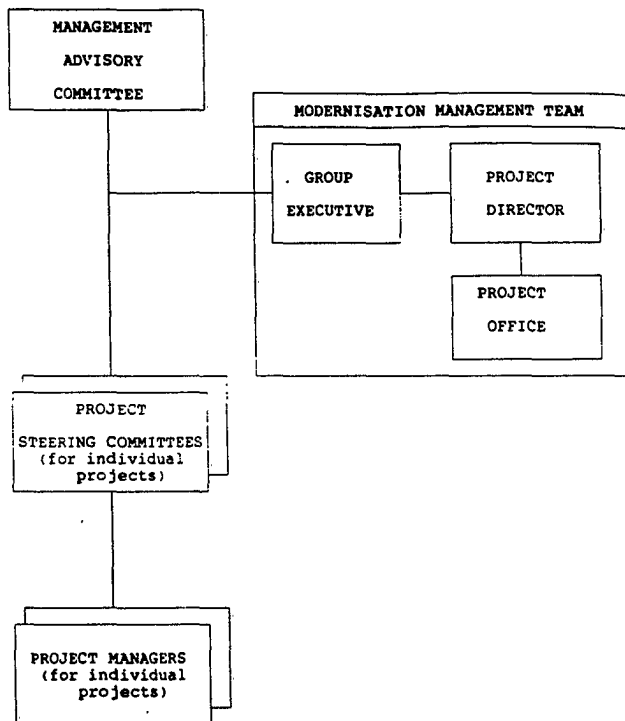 MANAGEMENT
ADVISORY
COMMITTEE
MODERNISATION MANAGEMENT TEAM
GROUP
EXECUTIVE
PROJECT
DIRECTOR
PROJECT
OFFICE
PROJECT
STEERING COMMITTEES
(for individual
projects)
PROJECT MANAGERS
(for individual
projects)